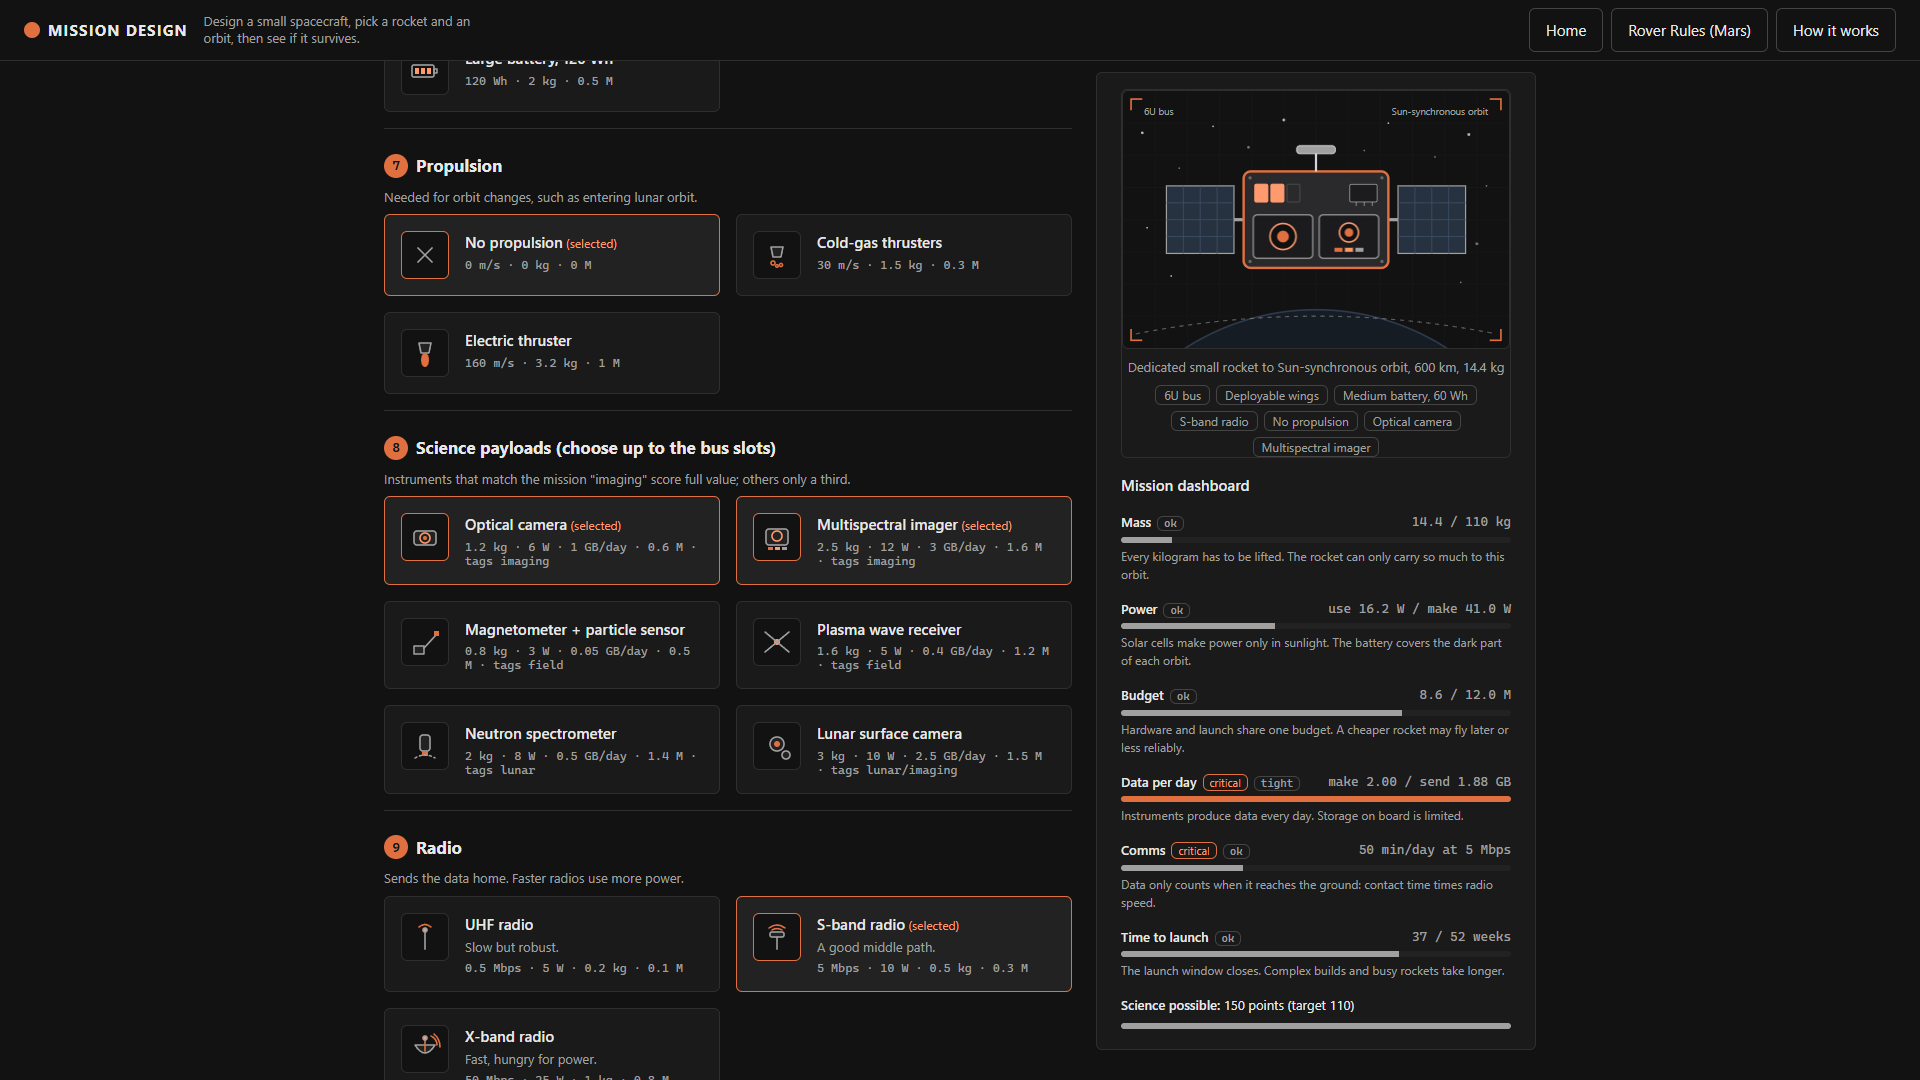 MISSION DESIGN
Design a small spacecraft, pick a rocket and an
orbit, then see if it survives.
Home
Rover Rules (Mars)
How it works
Large battery, 120 Wh
120 Wh · 2 kg · 0.5 M
7 Propulsion
Needed for orbit changes, such as entering lunar orbit.
No propulsion (selected)
0 m/s · 0 kg · 0 M
Cold-gas thrusters
30 m/s · 1.5 kg · 0.3 M
Electric thruster
160 m/s · 3.2 kg · 1 M
8 Science payloads (choose up to the bus slots)
Instruments that match the mission "imaging" score full value; others only a third.
Optical camera (selected)
1.2 kg · 6 W · 1 GB/day · 0.6 M ·
tags imaging
Multispectral imager (selected)
2.5 kg · 12 W · 3 GB/day · 1.6 M
· tags imaging
Magnetometer + particle sensor
0.8 kg · 3 W · 0.05 GB/day · 0.5
M · tags field
Plasma wave receiver
1.6 kg · 5 W · 0.4 GB/day · 1.2 M
· tags field
Neutron spectrometer
2 kg · 8 W · 0.5 GB/day · 1.4 M ·
tags lunar
Lunar surface camera
3 kg · 10 W · 2.5 GB/day · 1.5 M
· tags lunar/imaging
9 Radio
Sends the data home. Faster radios use more power.
UHF radio
Slow but robust.
0.5 Mbps · 5 W · 0.2 kg · 0.1 M
S-band radio (selected)
A good middle path.
5 Mbps · 10 W · 0.5 kg · 0.3 M
X-band radio
Fast, hungry for power.
50 Mbps · 25 W · 1 kg · 0.8 M
6U bus
Sun-synchronous orbit
Dedicated small rocket to Sun-synchronous orbit, 600 km, 14.4 kg
6U bus
Deployable wings
Medium battery, 60 Wh
S-band radio
No propulsion
Optical camera
Multispectral imager
Mission dashboard
Mass ok 14.4 / 110 kg
Every kilogram has to be lifted. The rocket can only carry so much to this
orbit.
Power ok use 16.2 W / make 41.0 W
Solar cells make power only in sunlight. The battery covers the dark part
of each orbit.
Budget ok 8.6 / 12.0 M
Hardware and launch share one budget. A cheaper rocket may fly later or
less reliably.
Data per day critical tight make 2.00 / send 1.88 GB
Instruments produce data every day. Storage on board is limited.
Comms critical ok 50 min/day at 5 Mbps
Data only counts when it reaches the ground: contact time times radio
speed.
Time to launch ok 37 / 52 weeks
The launch window closes. Complex builds and busy rockets take longer.
Science possible: 150 points (target 110)